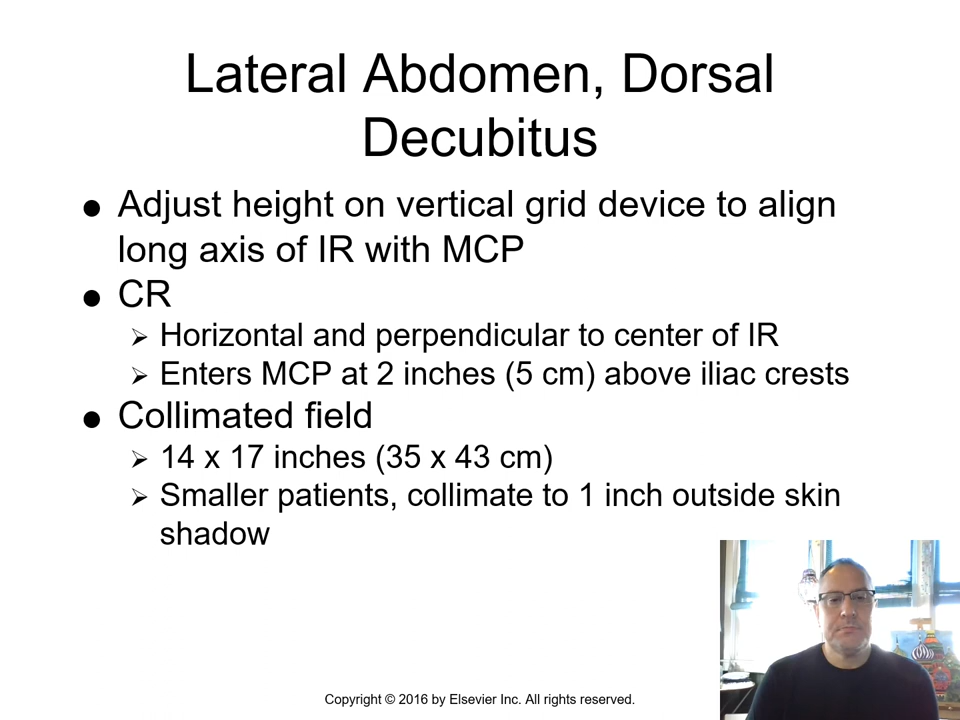 Lateral Abdomen, Dorsal
Decubitus
● Adjust height on vertical grid device to align
long axis of IR with MCP
● CR
➢ Horizontal and perpendicular to center of IR
➢ Enters MCP at 2 inches (5 cm) above iliac crests
● Collimated field
➢ 14 x 17 inches (35 x 43 cm)
➢ Smaller patients, collimate to 1 inch outside skin
shadow
Copyright © 2016 by Elsevier Inc. All rights reserved.